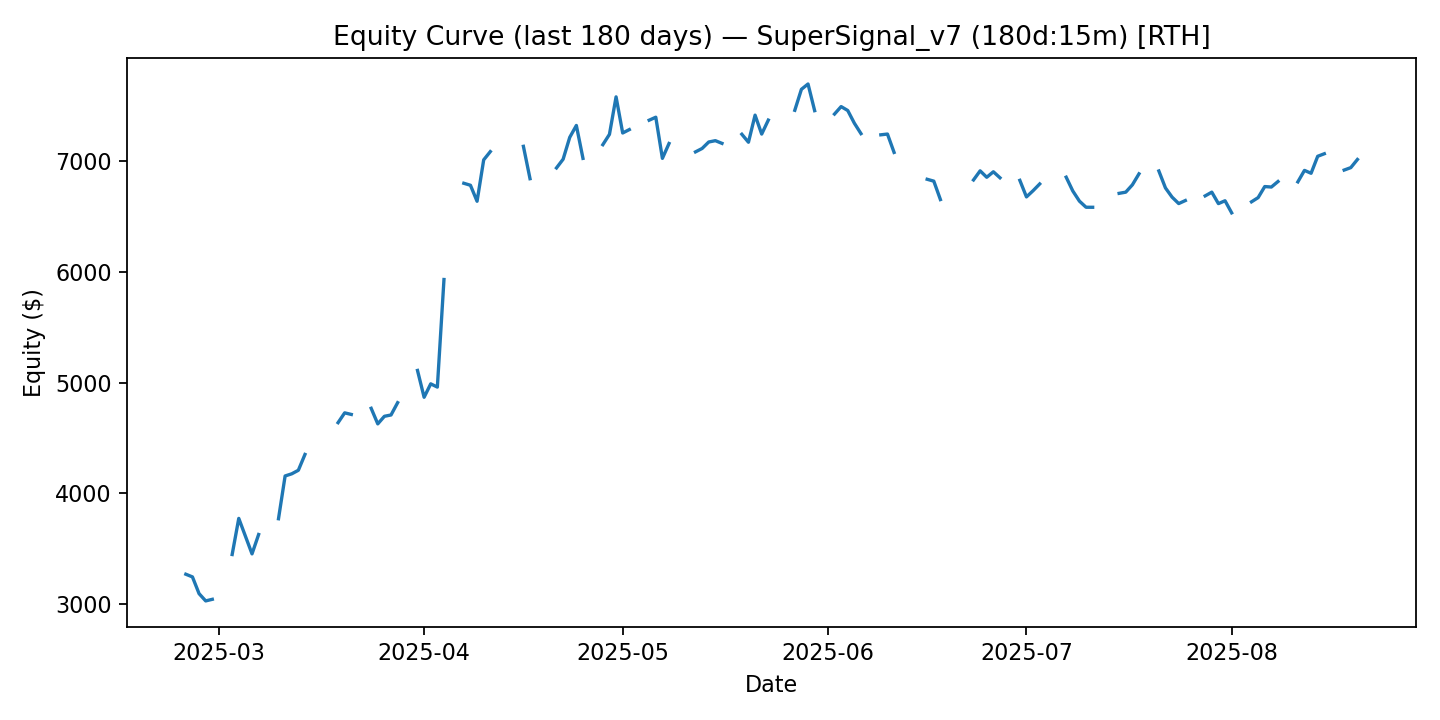 Equity Curve (last 180 days) — SuperSignal_v7 (180d:15m) [RTH]
Equity ($)
7000
6000
5000
4000
3000
2025-03 2025-04 2025-05 2025-06 2025-07 2025-08
Date